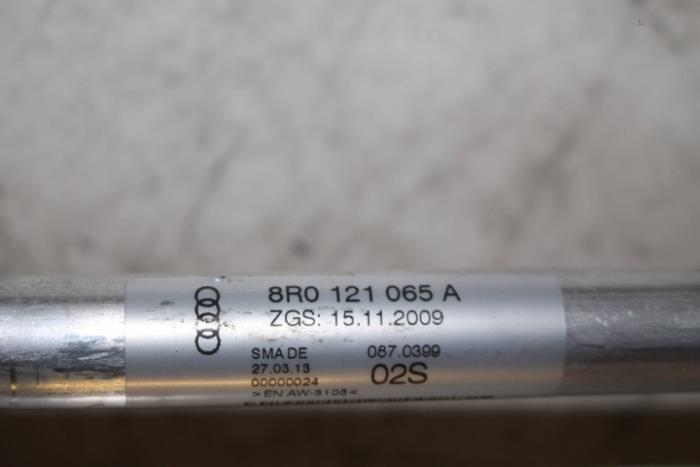 8R0 121 065 A
ZGS: 15.11.2009
SMA DE 087.0399
27.03.13 02S
00000024
>EN AW-3103<